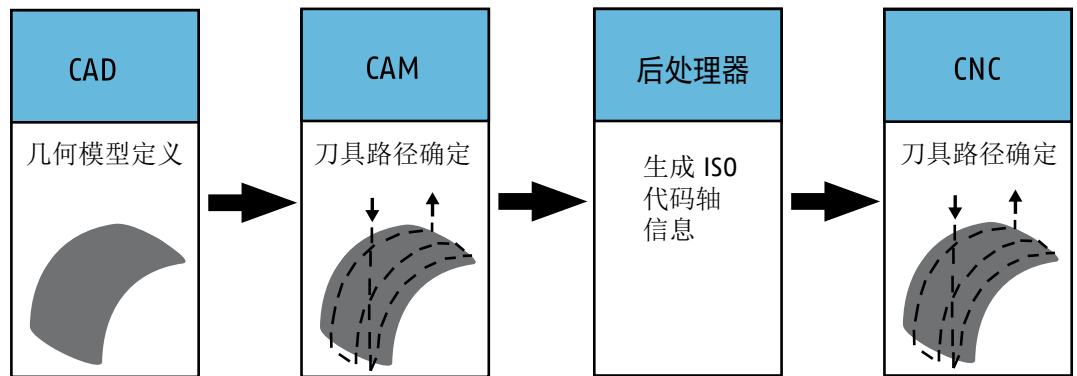 CAD
几何模型定义
CAM
刀具路径确定
后处理器
生成 ISO
代码轴
信息
CNC
刀具路径确定